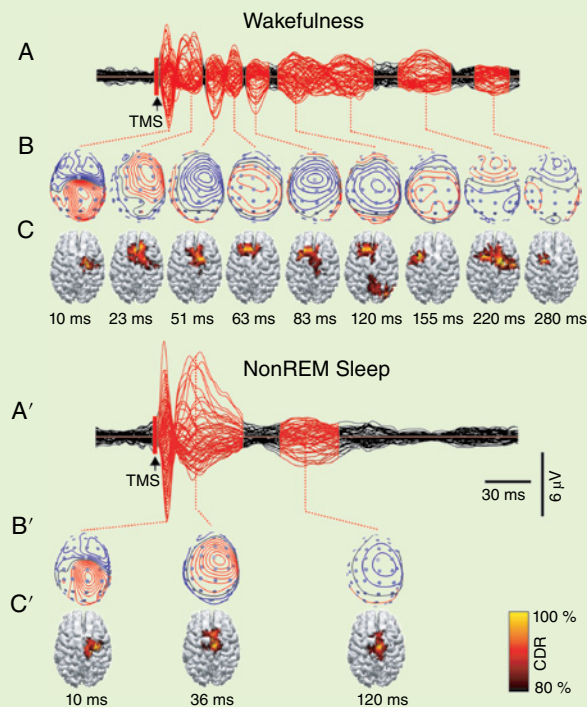 Wakefulness
A
TMS
B
C
10 ms 23 ms 51 ms 63 ms 83 ms 120 ms 155 ms 220 ms 280 ms
NonREM Sleep
A′
TMS
30 ms
6 μV
B′
C′
100 %
CDR
80 %
10 ms 36 ms 120 ms